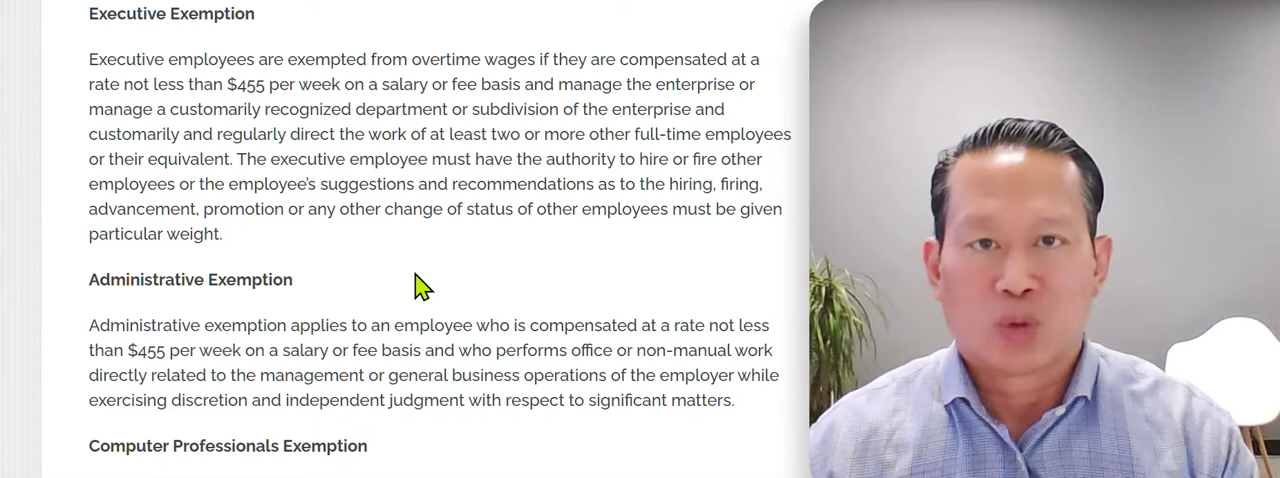 Executive Exemption
Executive employees are exempted from overtime wages if they are compensated at a
rate not less than $455 per week on a salary or fee basis and manage the enterprise or
manage a customarily recognized department or subdivision of the enterprise and
customarily and regularly direct the work of at least two or more other full-time employees
or their equivalent. The executive employee must have the authority to hire or fire other
employees or the employee’s suggestions and recommendations as to the hiring, firing,
advancement, promotion or any other change of status of other employees must be given
particular weight.
Administrative Exemption
Administrative exemption applies to an employee who is compensated at a rate not less
than $455 per week on a salary or fee basis and who performs office or non-manual work
directly related to the management or general business operations of the employer while
exercising discretion and independent judgment with respect to significant matters.
Computer Professionals Exemption